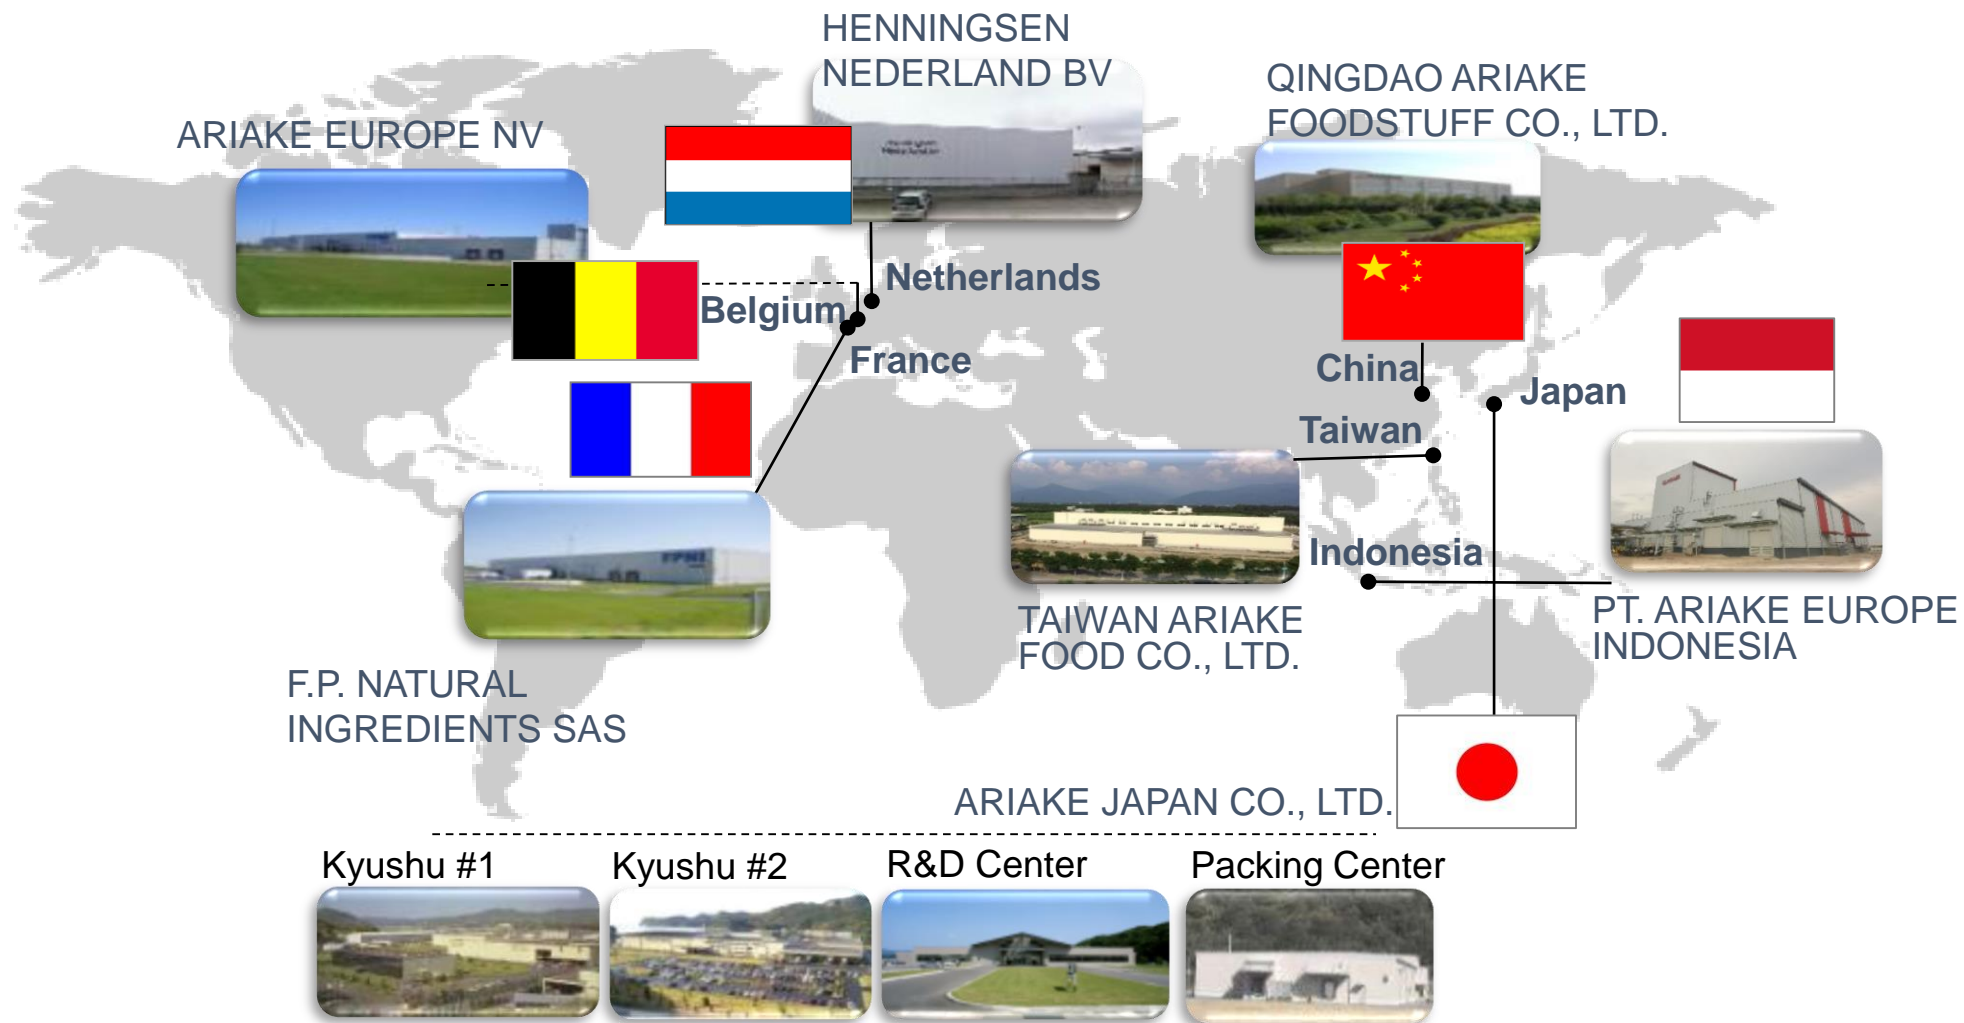 HENNINGSEN
NEDERLAND BV
QINGDAO ARIAKE
FOODSTUFF CO., LTD.
ARIAKE EUROPE NV
Netherlands
Belgium
France
China
Japan
Taiwan
Indonesia
PT. ARIAKE EUROPE
INDONESIA
TAIWAN ARIAKE
FOOD CO., LTD.
FPNI
F.P. NATURAL
INGREDIENTS SAS
ARIAKE JAPAN CO., LTD.
Kyushu #1
Kyushu #2
R&D Center
Packing Center